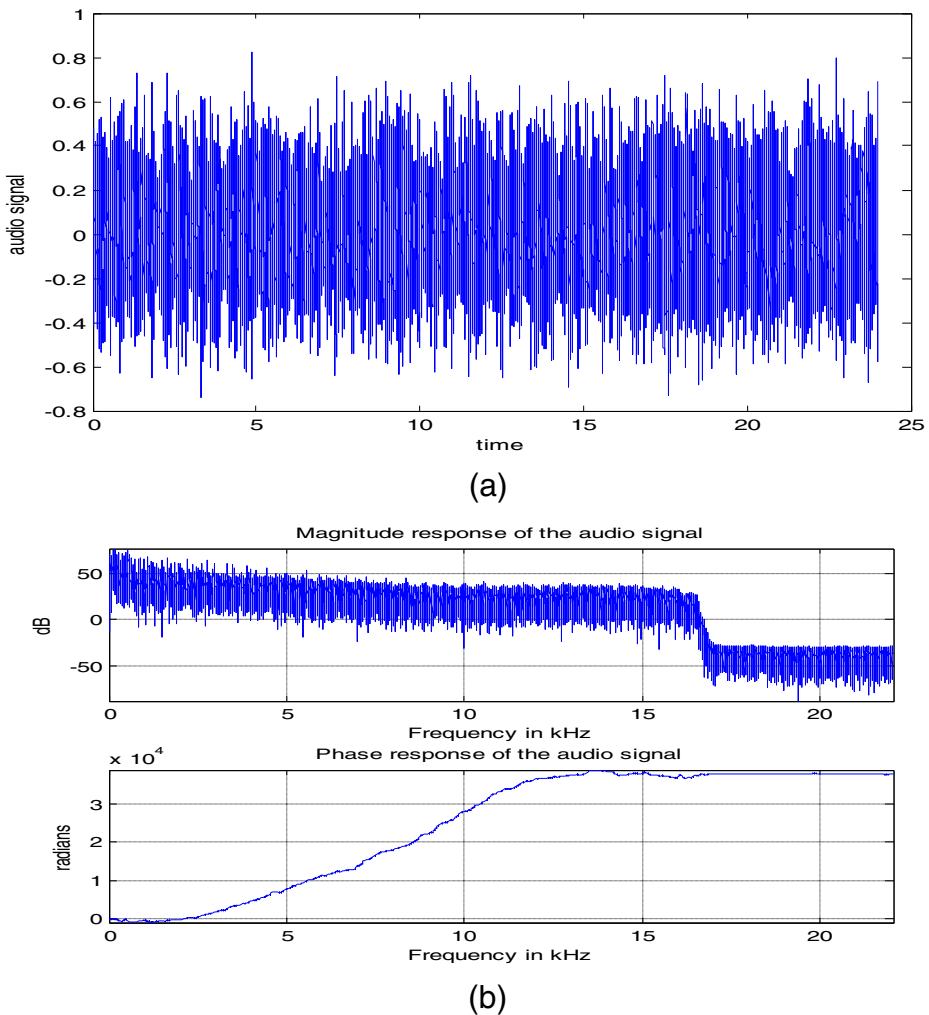 1
0.8
0.6
0.4
0.2
0
-0.2
-0.4
-0.6
-0.8
audio signal
0 5 10 15 20 25
time
(a)
Magnitude response of the audio signal
50
0
-50
dB
0 5 10 15 20
Frequency in kHz
x 10^4
Phase response of the audio signal
3
2
1
0
radians
0 5 10 15 20
Frequency in kHz
(b)